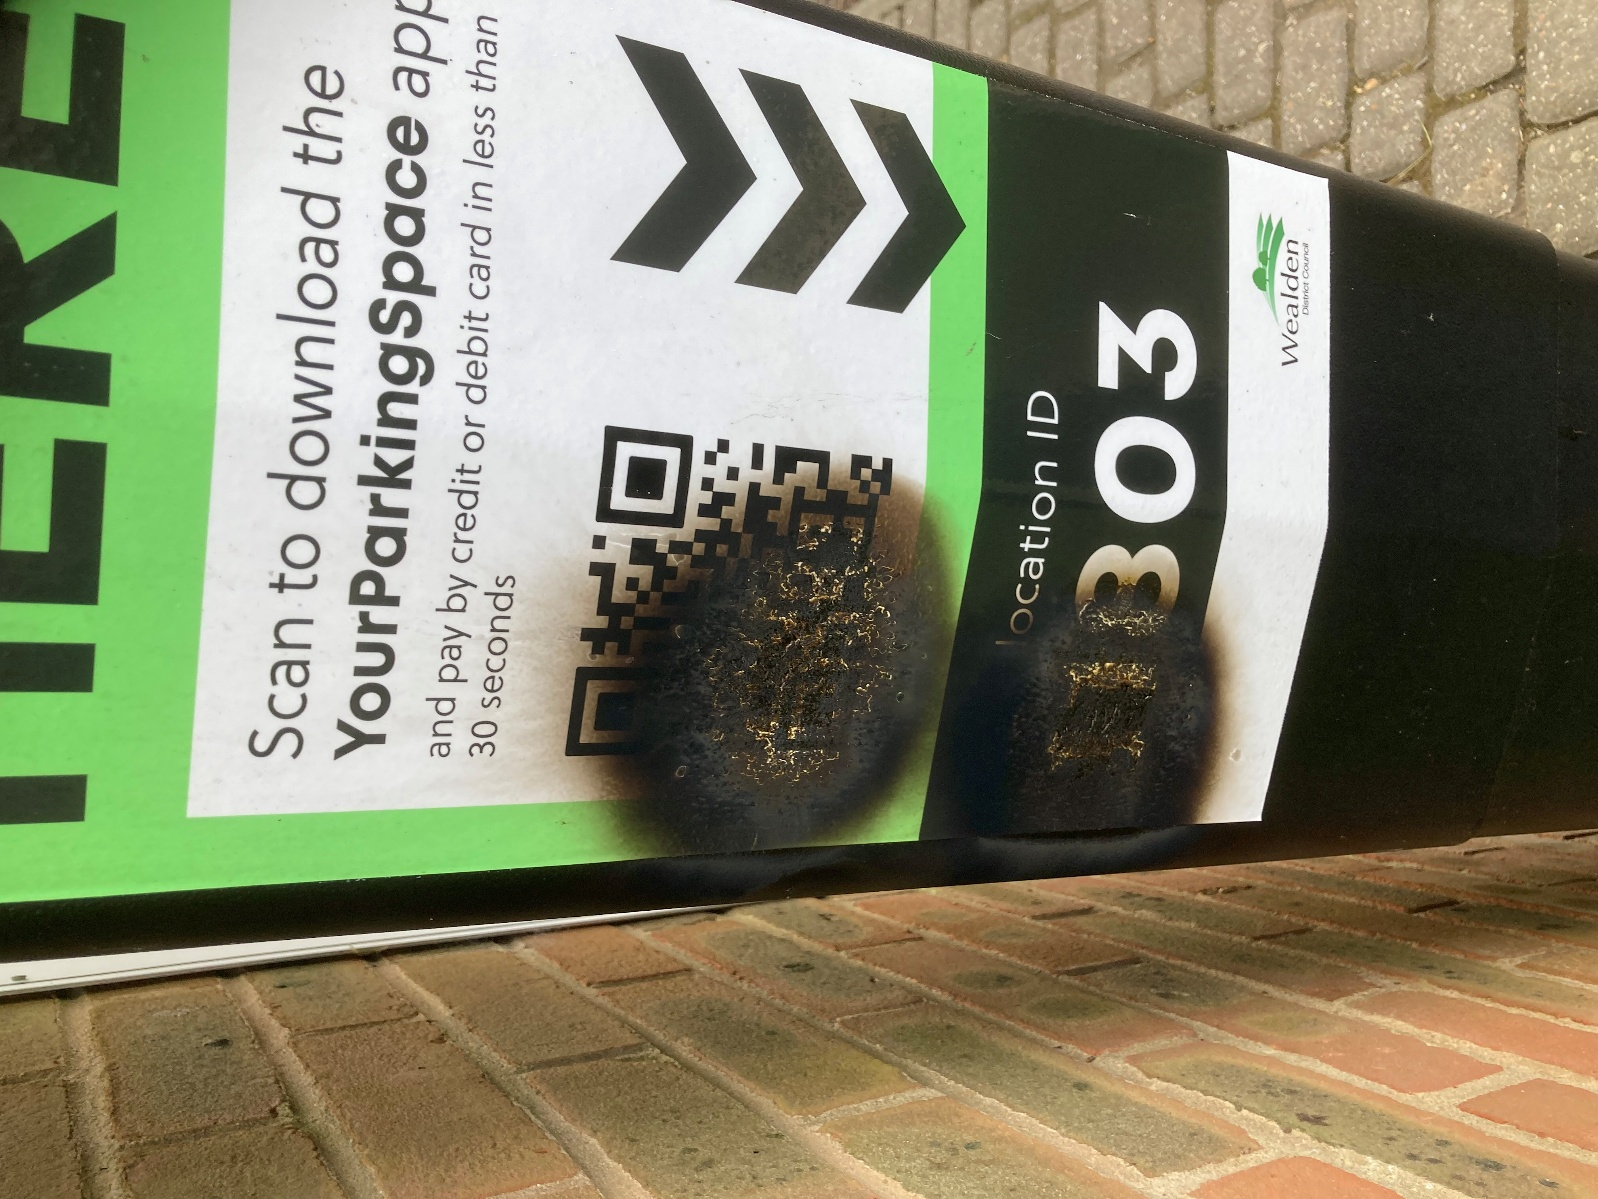 HERE
Scan to download the
YourParkingSpace app
and pay by credit or debit card in less than
30 seconds
location ID
803
Wealden
District Council